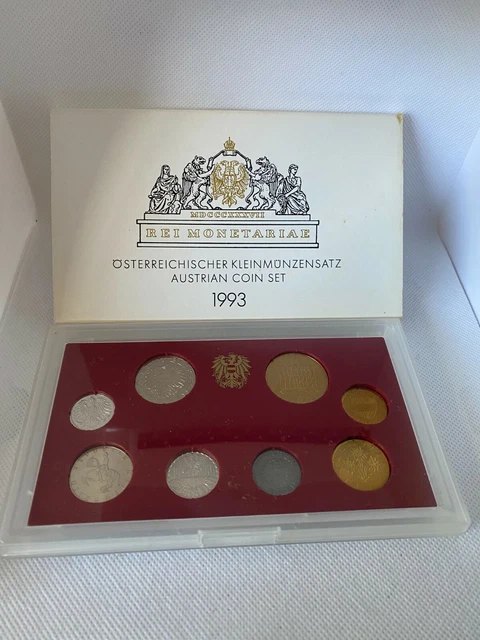 MDCCCXXXVII
REI MONETARIAE
ÖSTERREICHISCHER KLEINMÜNZENSATZ
AUSTRIAN COIN SET
1993